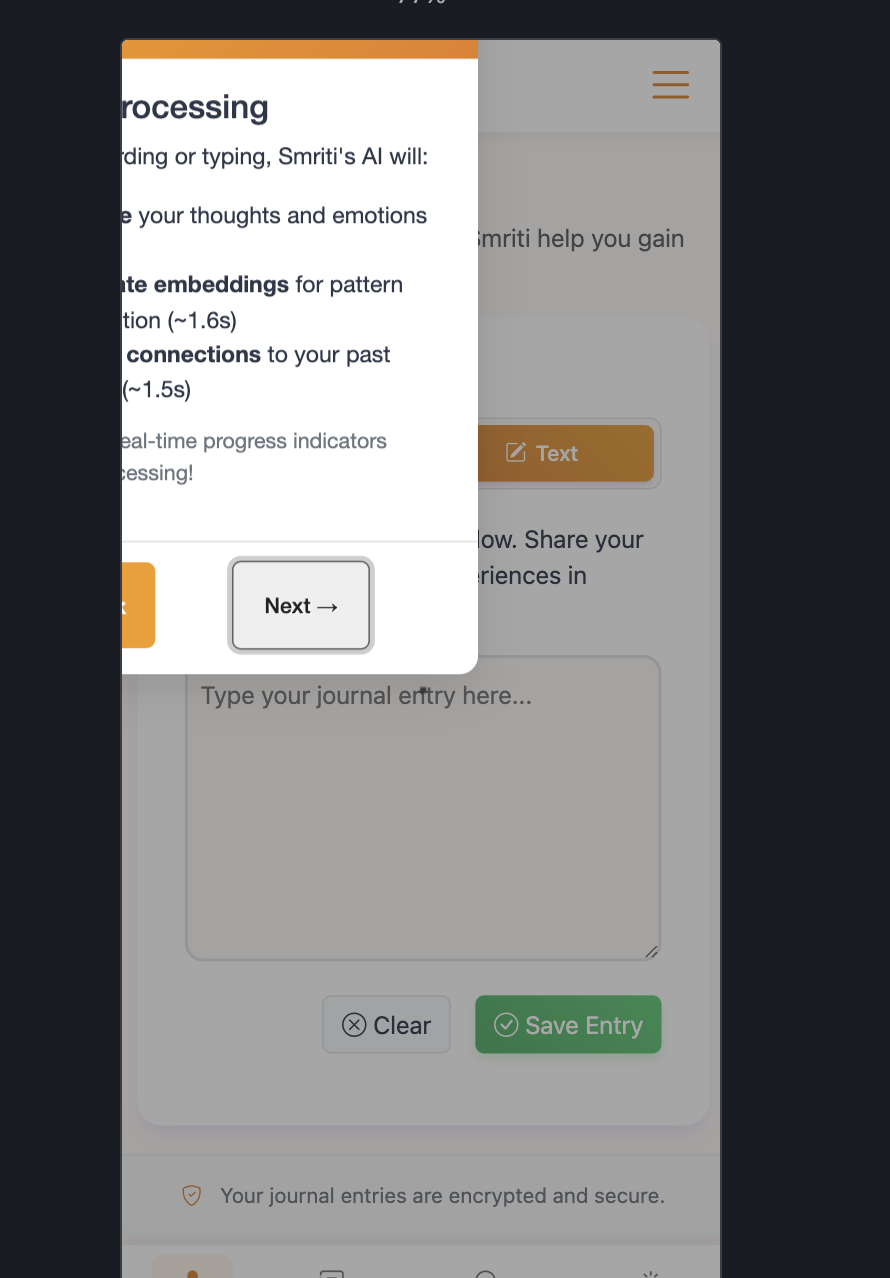 rocessing
rding or typing, Smriti's AI will:
e your thoughts and emotions
Smriti help you gain
ate embeddings for pattern
tion (~1.6s)
connections to your past
(~1.5s)
eal-time progress indicators
cessing!
Text
low. Share your
eriences in
Next →
Type your journal entry here...
Clear
Save Entry
Your journal entries are encrypted and secure.